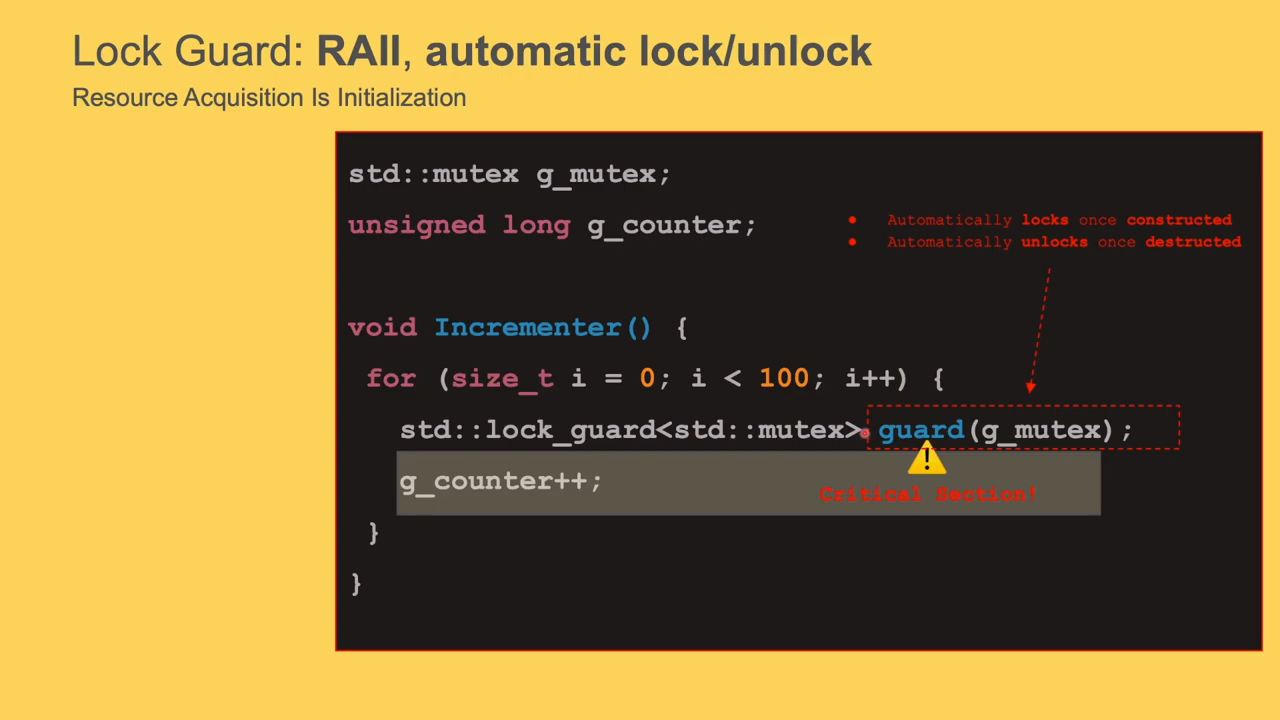 Lock Guard: RAII, automatic lock/unlock
Resource Acquisition Is Initialization
std::mutex g_mutex;
unsigned long g_counter;
● Automatically locks once constructed
● Automatically unlocks once destructed
void Incrementer() {
for (size_t i = 0; i < 100; i++) {
std::lock_guard<std::mutex> guard(g_mutex);
g_counter++;
Critical Section!
}
}